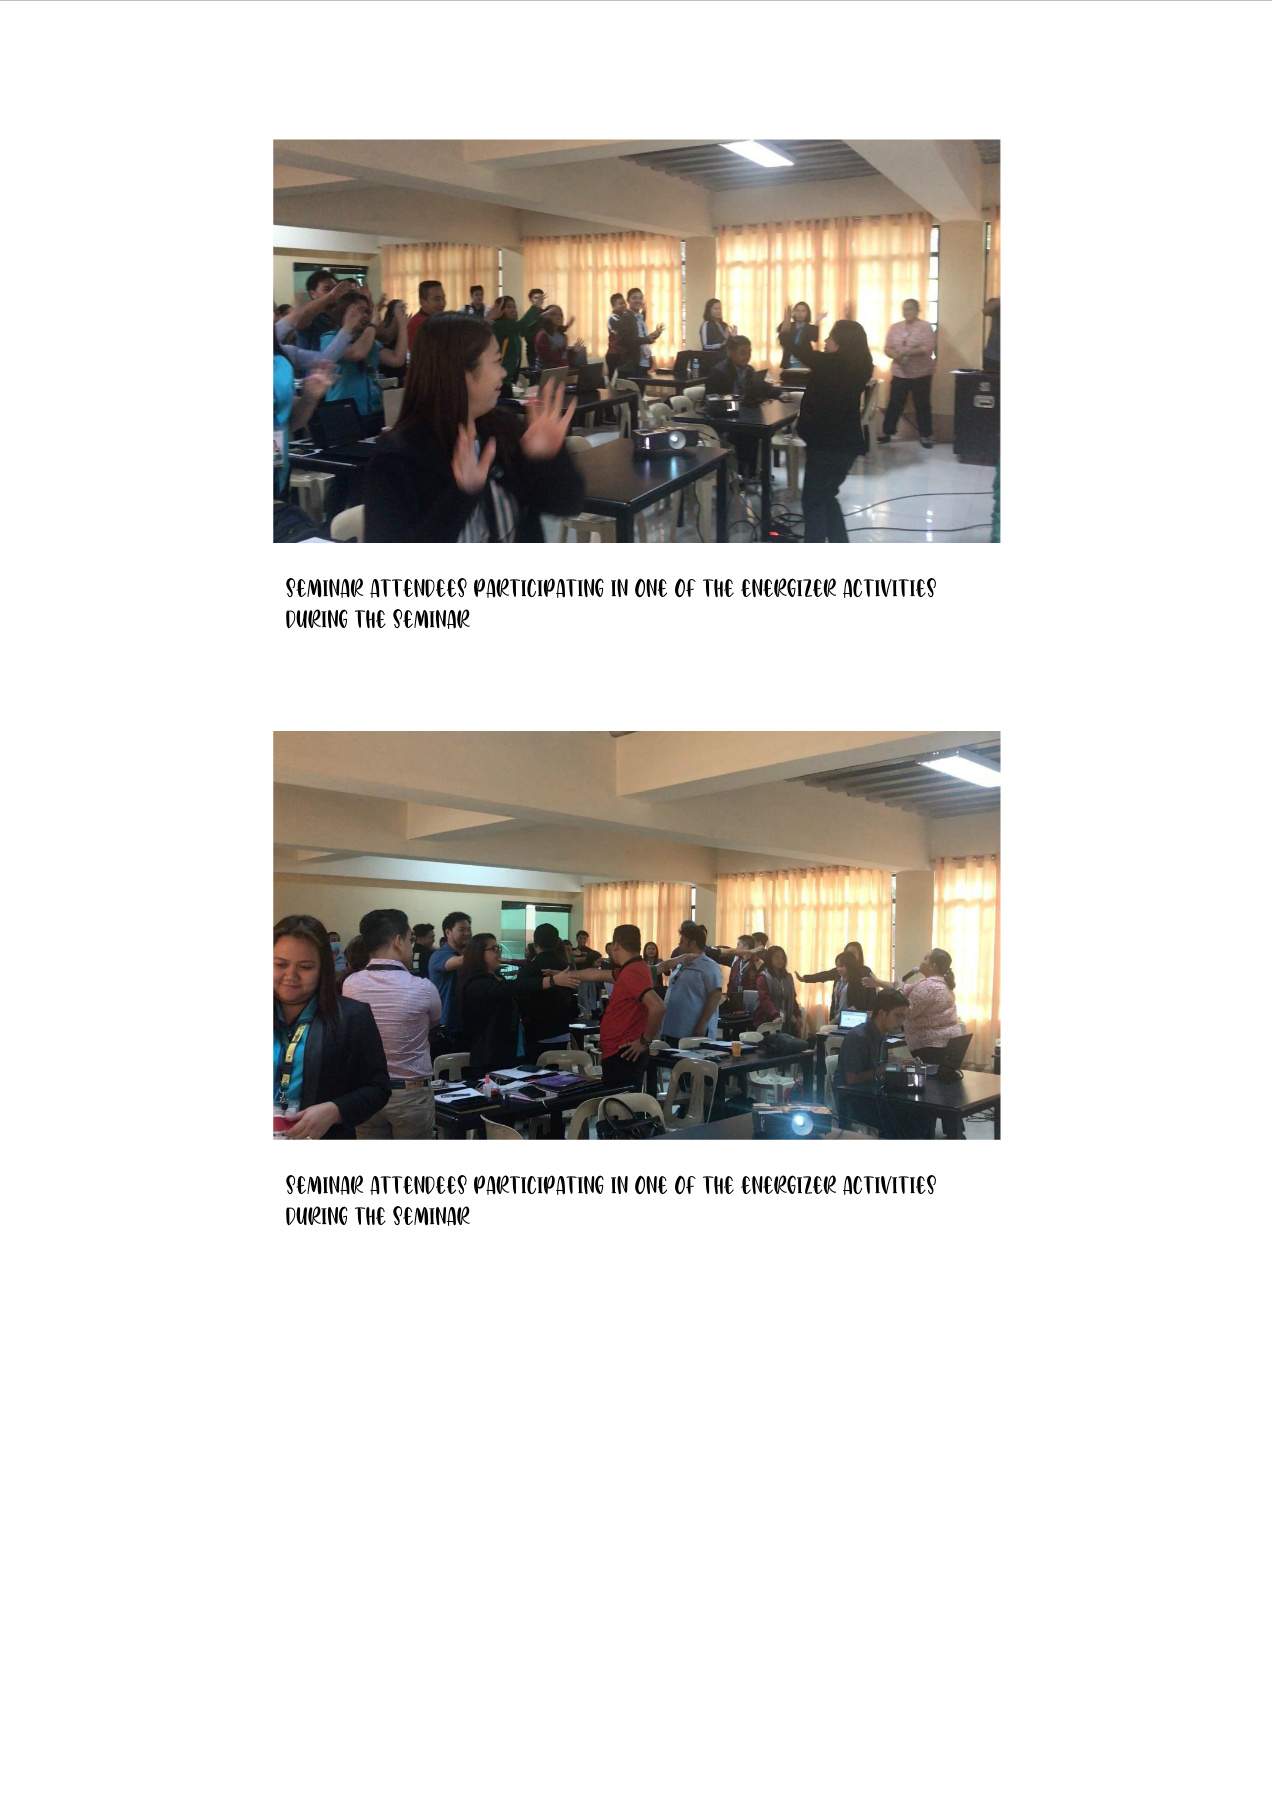 SEMINAR ATTENDEES PARTICIPATING IN ONE OF THE ENERGIZER ACTIVITIES
DURING THE SEMINAR
SEMINAR ATTENDEES PARTICIPATING IN ONE OF THE ENERGIZER ACTIVITIES
DURING THE SEMINAR